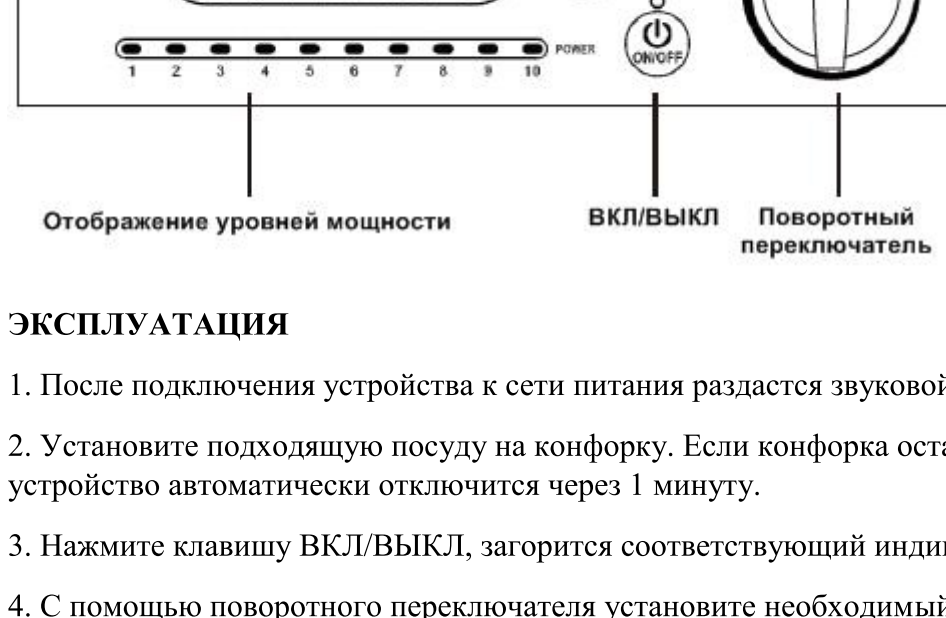 POWER
1 2 3 4 5 6 7 8 9 10
ON/OFF
Отображение уровней мощности
ВКЛ/ВЫКЛ
Поворотный
переключатель
ЭКСПЛУАТАЦИЯ
1. После подключения устройства к сети питания раздастся звуковой
2. Установите подходящую посуду на конфорку. Если конфорка оста
устройство автоматически отключится через 1 минуту.
3. Нажмите клавишу ВКЛ/ВЫКЛ, загорится соответствующий инди
4. С помощью поворотного переключателя установите необходимый